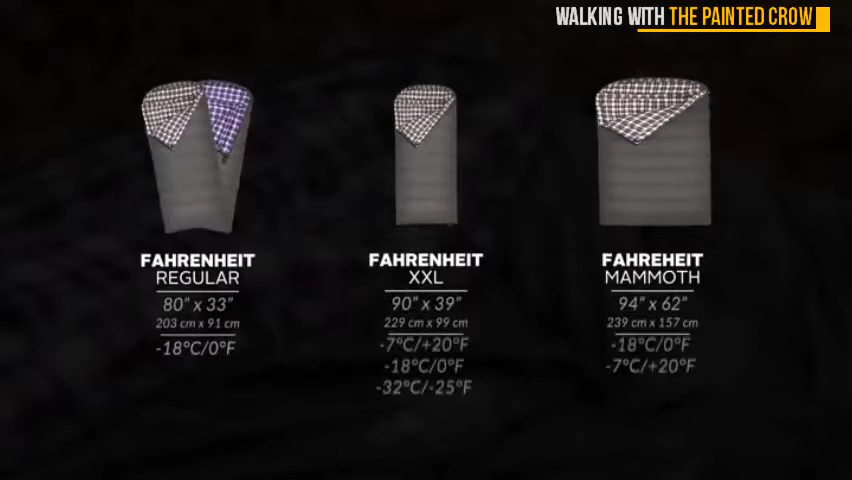 WALKING WITH THE PAINTED CROW
FAHRENHEIT
REGULAR
80" x 33"
203 cm x 91 cm
-18°C/0°F
FAHRENHEIT
XXL
90" x 39"
229 cm x 99 cm
-7°C/+20°F
-18°C/0°F
-32°C/-25°F
FAHREHEIT
MAMMOTH
94" x 62"
239 cm x 157 cm
-18°C/0°F
-7°C/+20°F